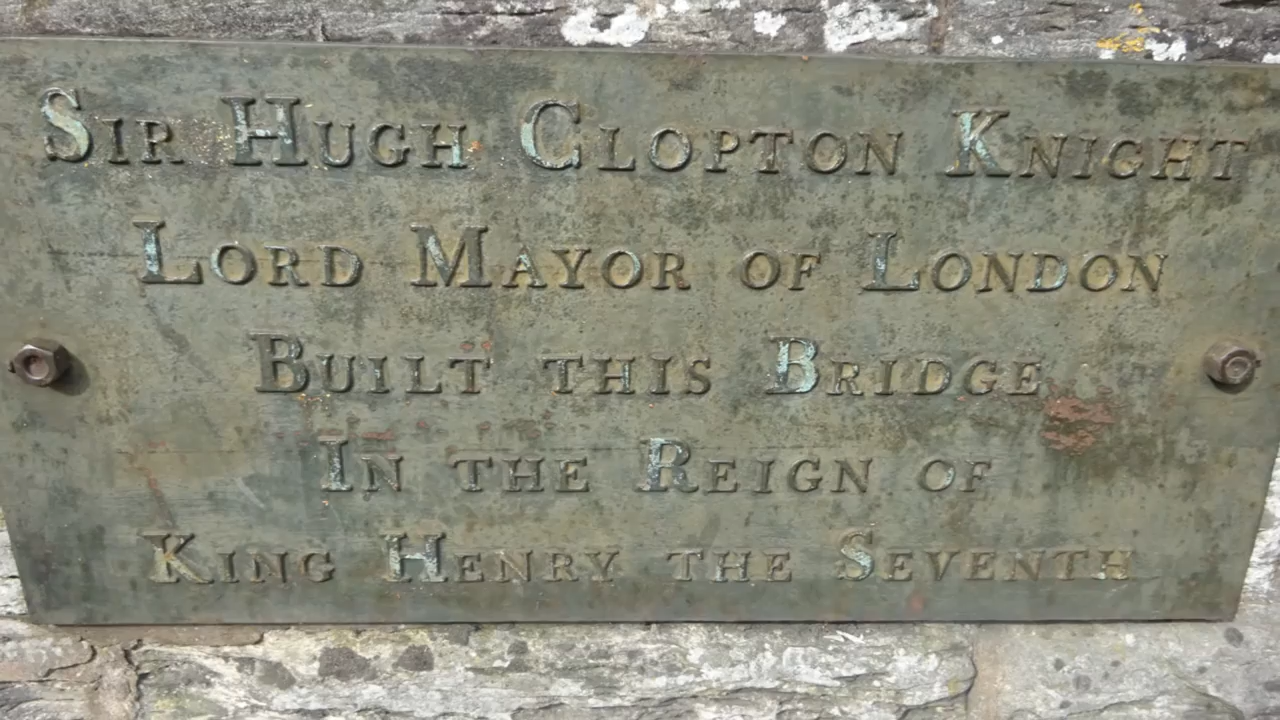 Sir Hugh Clopton Knight
Lord Mayor of London
Built this Bridge
In the Reign of
King Henry the Seventh